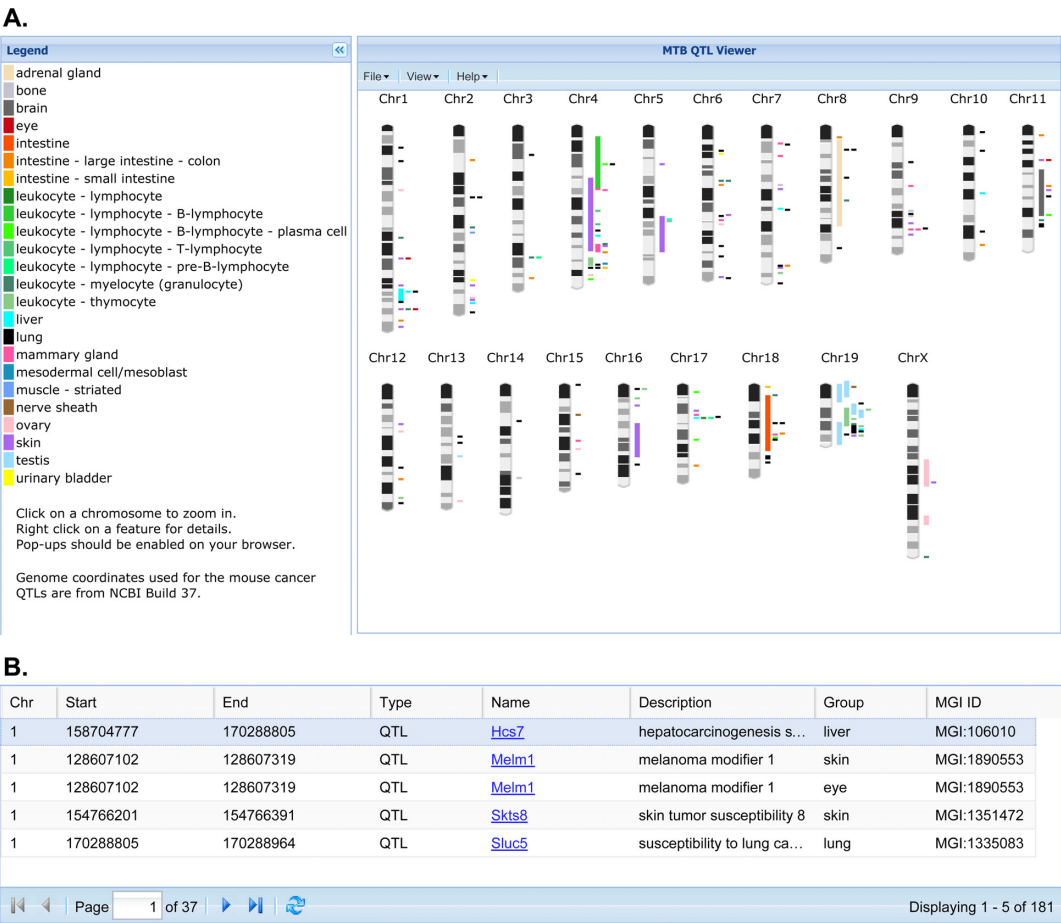 A.
Legend
MTB QTL Viewer
adrenal gland
bone
brain
eye
intestine
intestine - large intestine - colon
intestine - small intestine
leukocyte - lymphocyte
leukocyte - lymphocyte - B-lymphocyte
leukocyte - lymphocyte - B-lymphocyte - plasma cell
leukocyte - lymphocyte - T-lymphocyte
leukocyte - lymphocyte - pre-B-lymphocyte
leukocyte - myelocyte (granulocyte)
leukocyte - thymocyte
liver
lung
mammary gland
mesodermal cell/mesoblast
muscle - striated
nerve sheath
ovary
skin
testis
urinary bladder
Click on a chromosome to zoom in.
Right click on a feature for details.
Pop-ups should be enabled on your browser.
Genome coordinates used for the mouse cancer
QTLs are from NCBI Build 37.
File View Help
Chr1 Chr2 Chr3 Chr4 Chr5 Chr6 Chr7 Chr8 Chr9 Chr10 Chr11
Chr12 Chr13 Chr14 Chr15 Chr16 Chr17 Chr18 Chr19 ChrX
B.
Chr Start End Type Name Description Group MGI ID
1 158704777 170288805 QTL Hcs7 hepatocarcinogenesis s... liver MGI:106010
1 128607102 128607319 QTL Melm1 melanoma modifier 1 skin MGI:1890553
1 128607102 128607319 QTL Melm1 melanoma modifier 1 eye MGI:1890553
1 154766201 154766391 QTL Skts8 skin tumor susceptibility 8 skin MGI:1351472
1 170288805 170288964 QTL Sluc5 susceptibility to lung ca... lung MGI:1335083
Page 1 of 37 Displaying 1 - 5 of 181